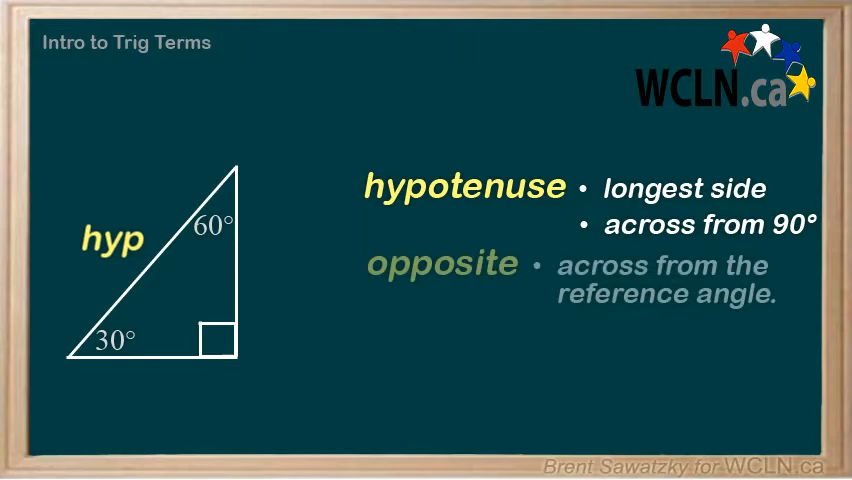 Intro to Trig Terms
WCLN.ca
hypotenuse • longest side
• across from 90°
opposite • across from the
reference angle.
hyp
60°
30°
Brent Sawatzky for WCLN.ca